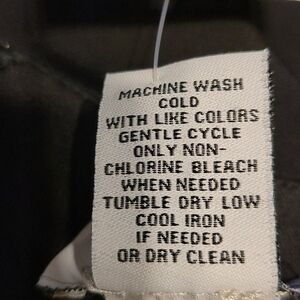 MACHINE WASH
COLD
WITH LIKE COLORS
GENTLE CYCLE
ONLY NON-
CHLORINE BLEACH
WHEN NEEDED
TUMBLE DRY LOW
COOL IRON
IF NEEDED
OR DRY CLEAN